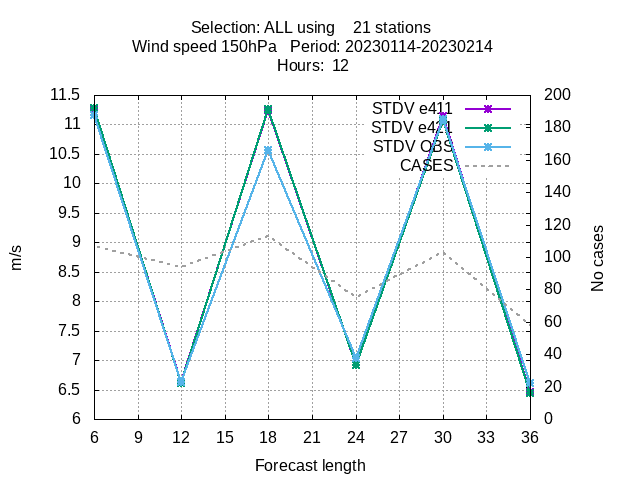 Selection: ALL using    21 stations
Wind speed 150hPa   Period: 20230114-20230214
Hours:  12
11.5
11
10.5
10
9.5
9
8.5
8
7.5
7
6.5
6
m/s
STDV e411
STDV e421
STDV OBS
CASES
200
180
160
140
120
100
80
60
40
20
0
No cases
6 9 12 15 18 21 24 27 30 33 36
Forecast length